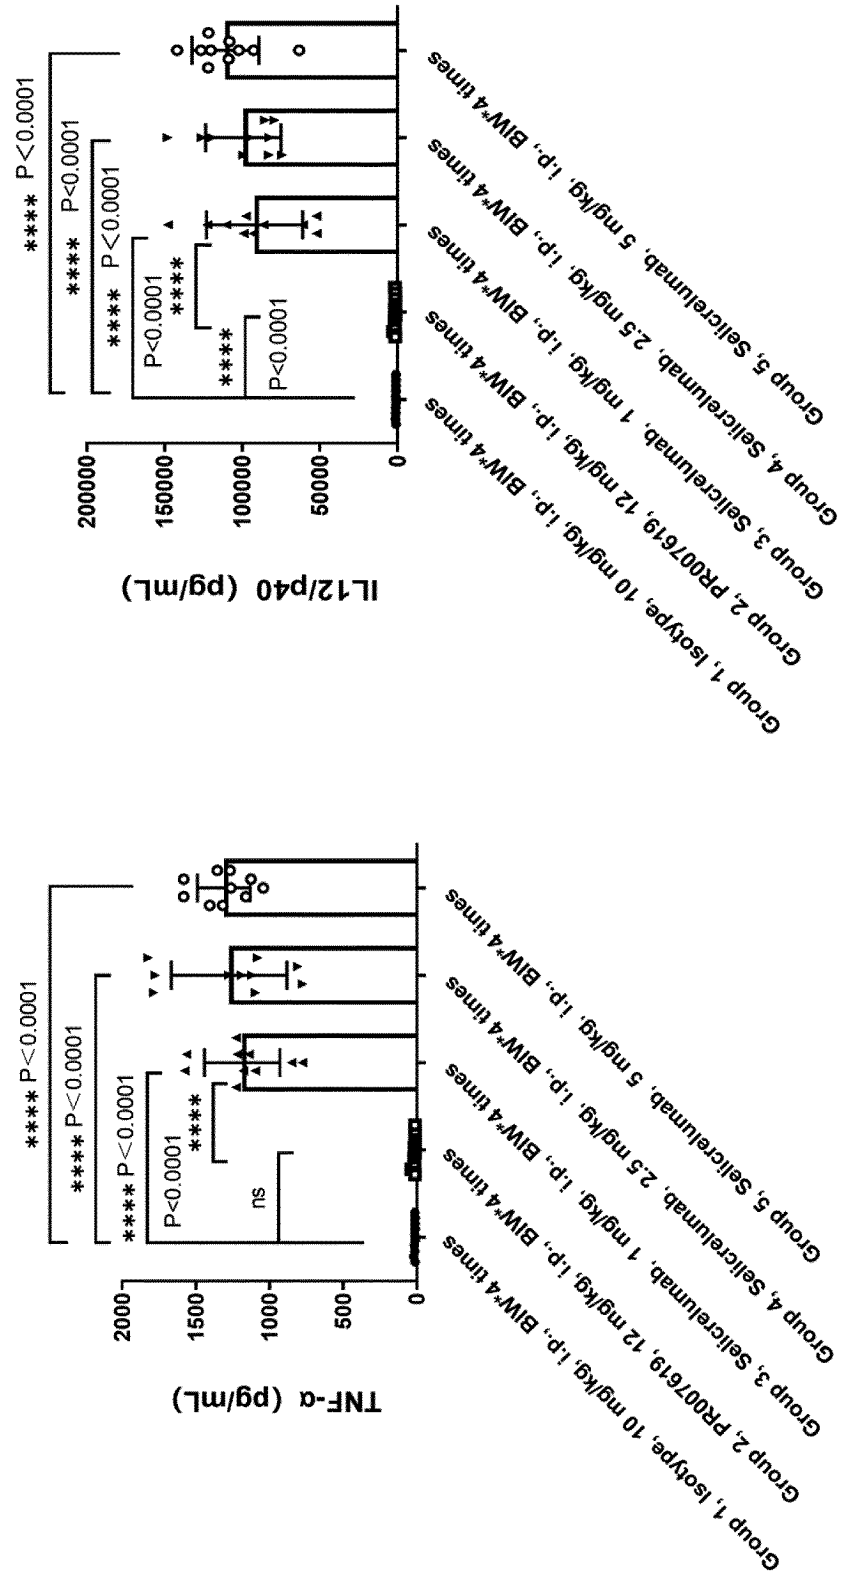 TNF-α (pg/mL)
2000
1500
1000
500
0
**** P<0.0001
**** P<0.0001
**** P<0.0001
P<0.0001
****
ns
Group 1, Isotype, 10 mg/kg, i.p., BIW*4 times
Group 2, PR007619, 12 mg/kg, i.p., BIW*4 times
Group 3, Selicrelumab, 1 mg/kg, i.p., BIW*4 times
Group 4, Selicrelumab, 2.5 mg/kg, i.p., BIW*4 times
Group 5, Selicrelumab, 5 mg/kg, i.p., BIW*4 times
IL12/p40 (pg/mL)
200000
150000
100000
50000
0
**** P<0.0001
**** P<0.0001
**** P<0.0001
P<0.0001
****
****
P<0.0001
Group 1, Isotype, 10 mg/kg, i.p., BIW*4 times
Group 2, PR007619, 12 mg/kg, i.p., BIW*4 times
Group 3, Selicrelumab, 1 mg/kg, i.p., BIW*4 times
Group 4, Selicrelumab, 2.5 mg/kg, i.p., BIW*4 times
Group 5, Selicrelumab, 5 mg/kg, i.p., BIW*4 times